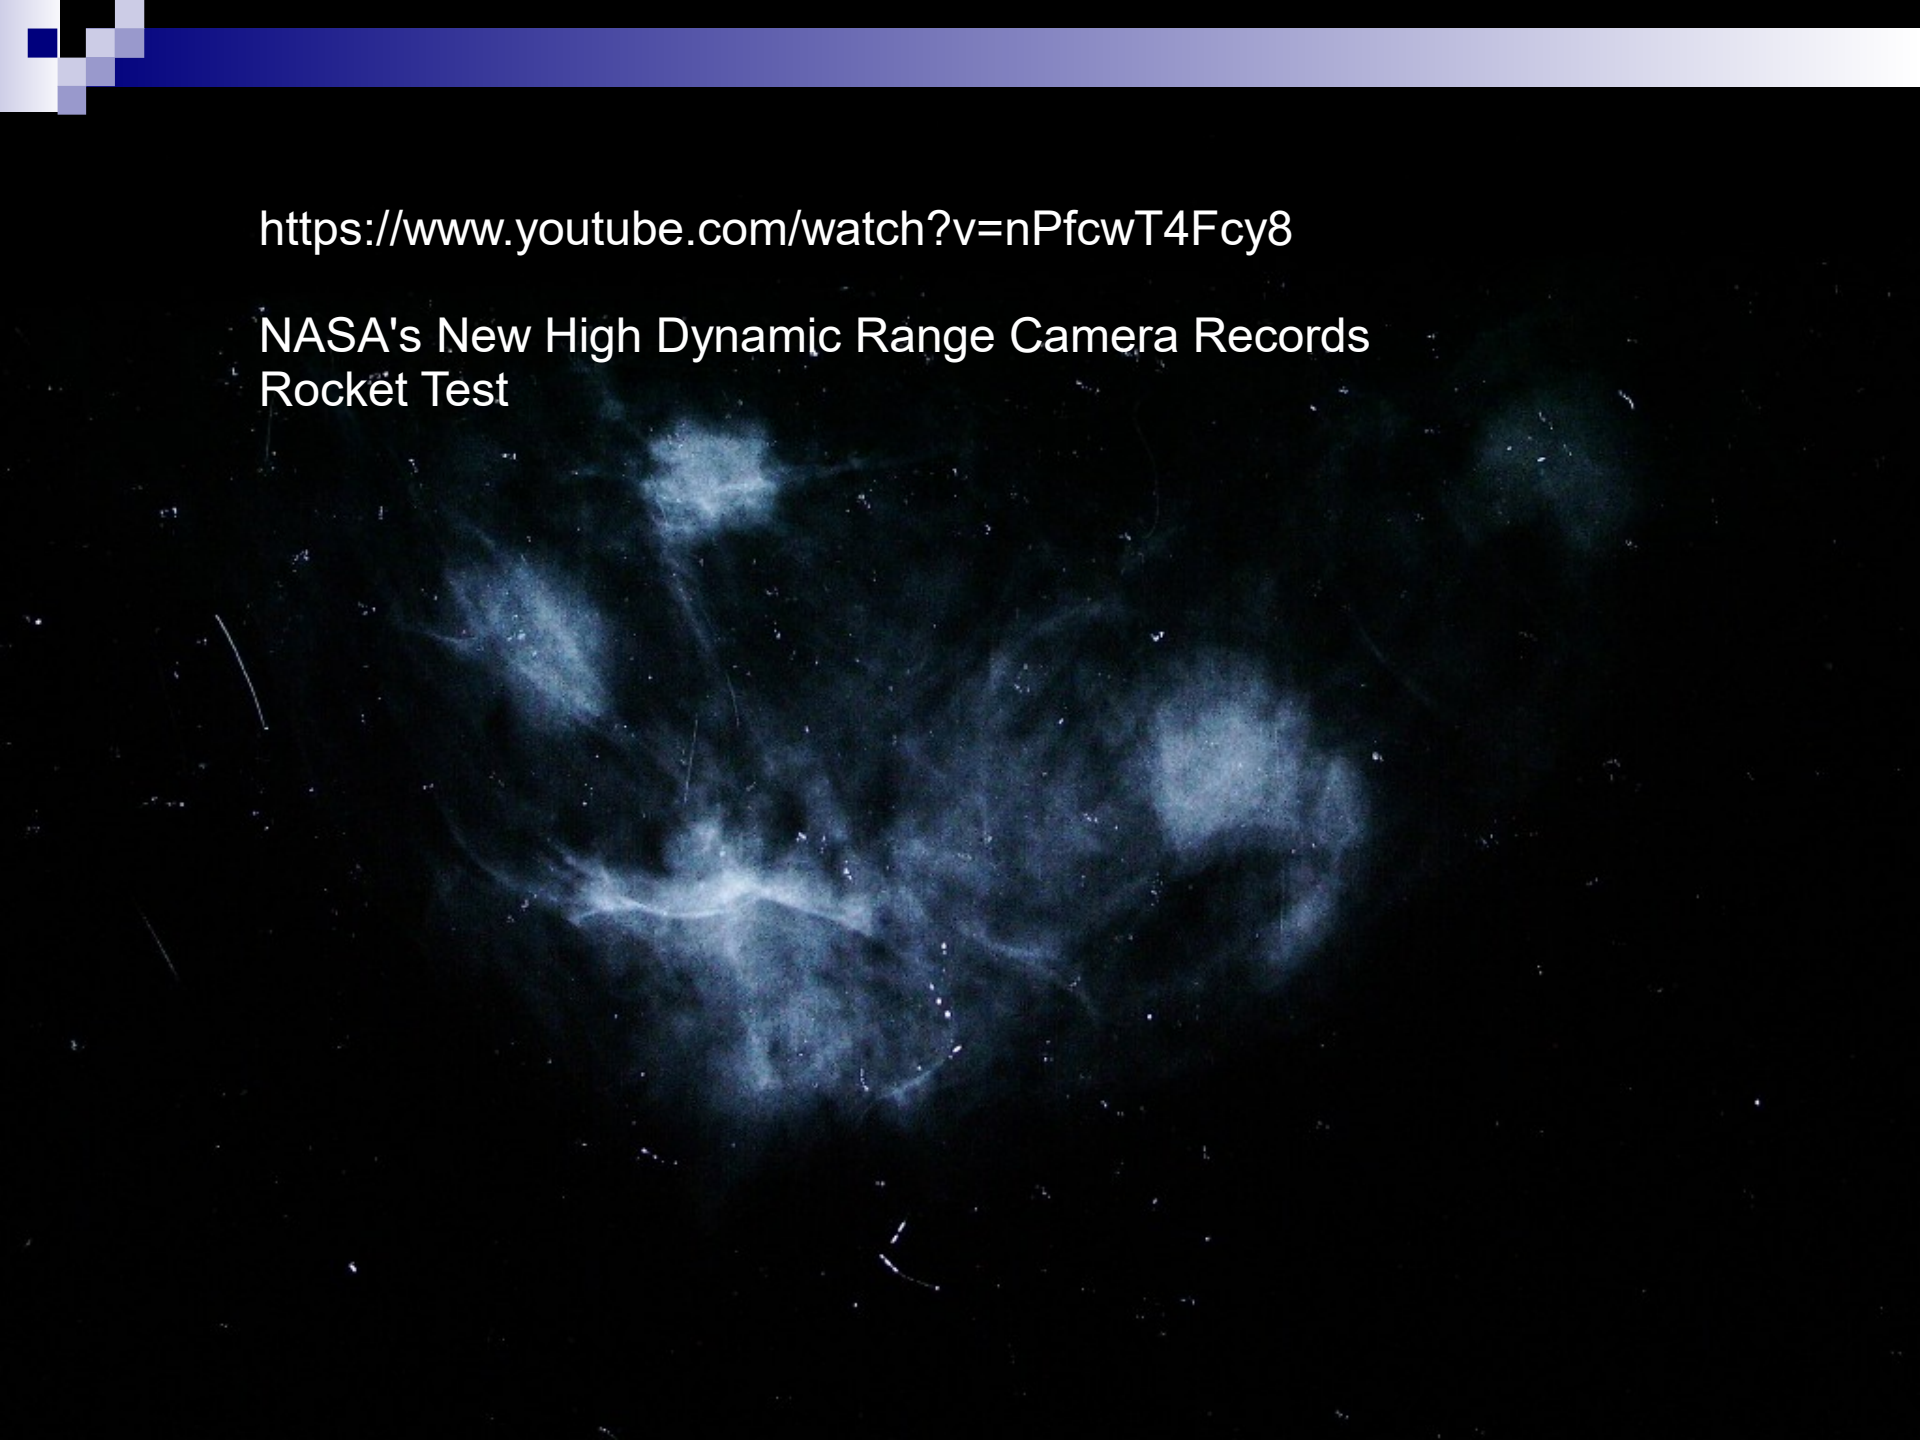 https://www.youtube.com/watch?v=nPfcwT4Fcy8
NASA's New High Dynamic Range Camera Records
Rocket Test